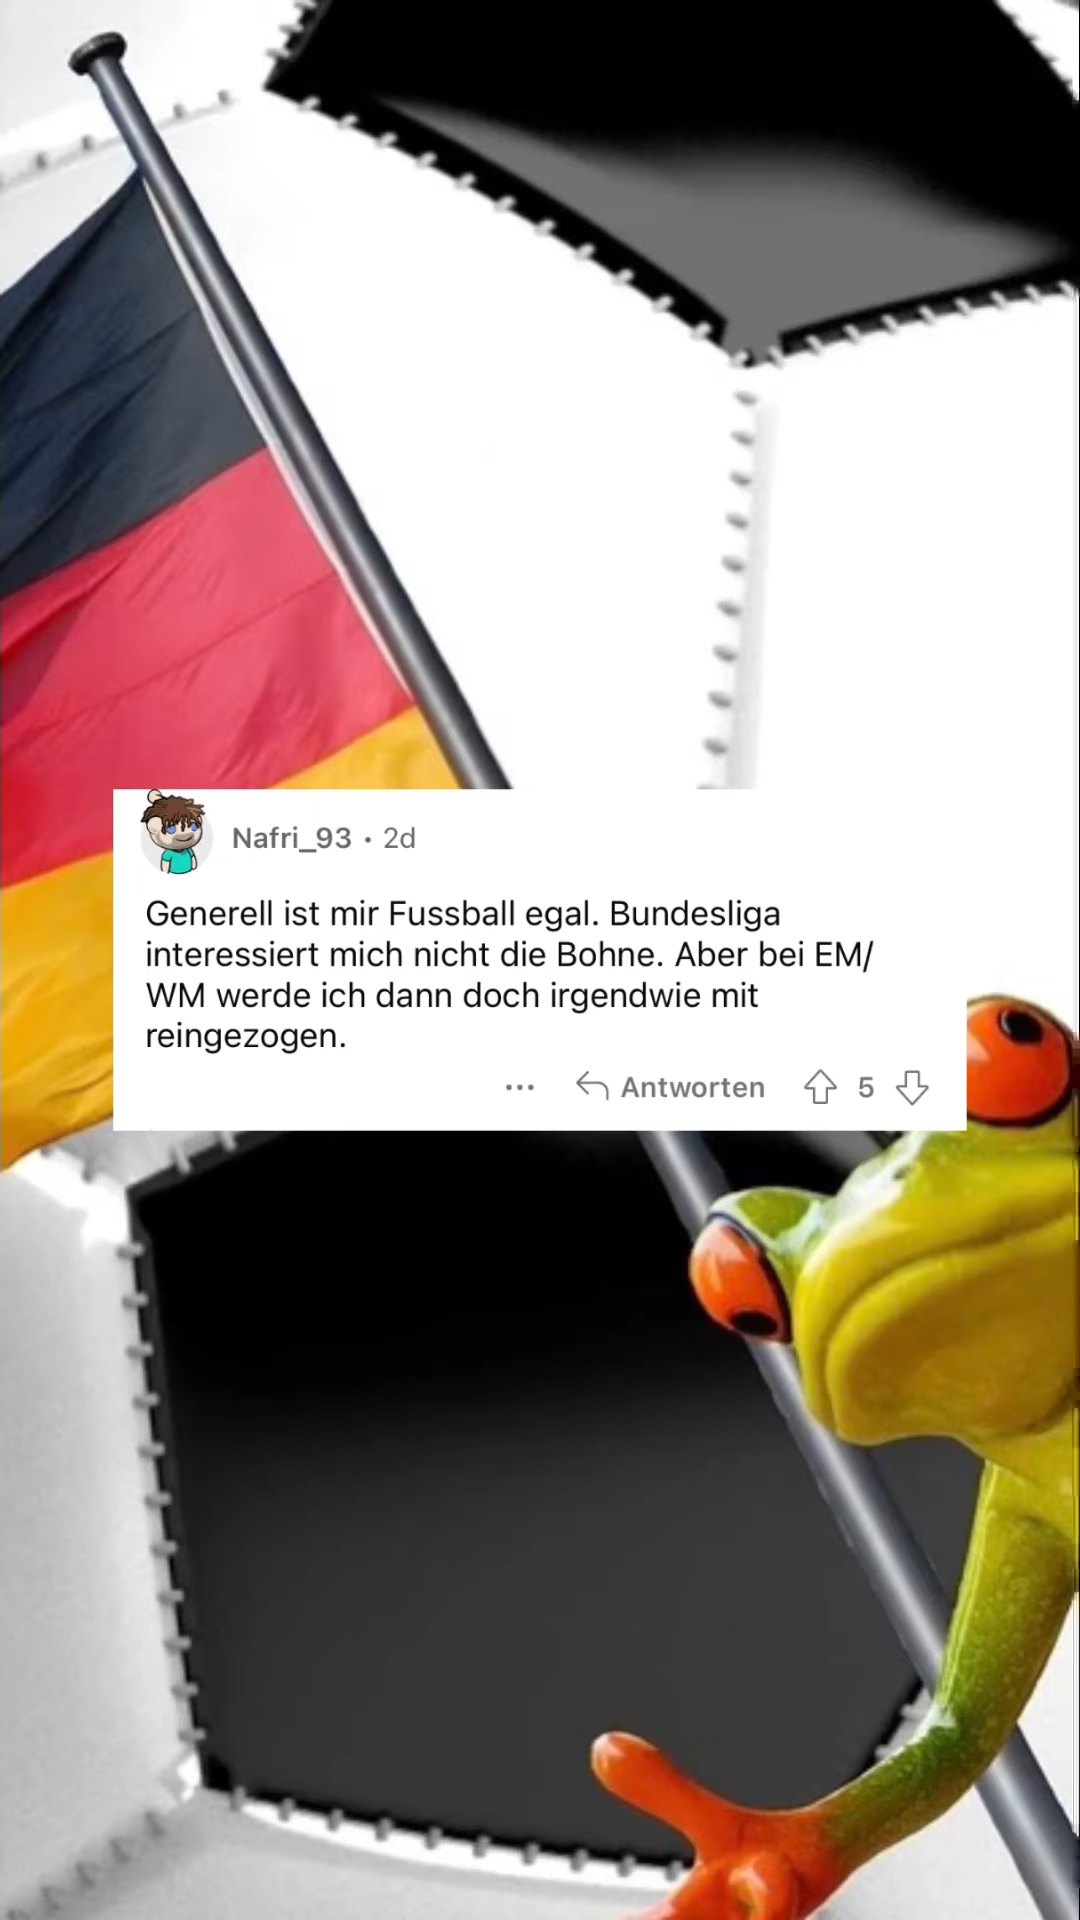 Nafri_93 · 2d
Generell ist mir Fussball egal. Bundesliga
interessiert mich nicht die Bohne. Aber bei EM/
WM werde ich dann doch irgendwie mit
reingezogen.
... Antworten 5